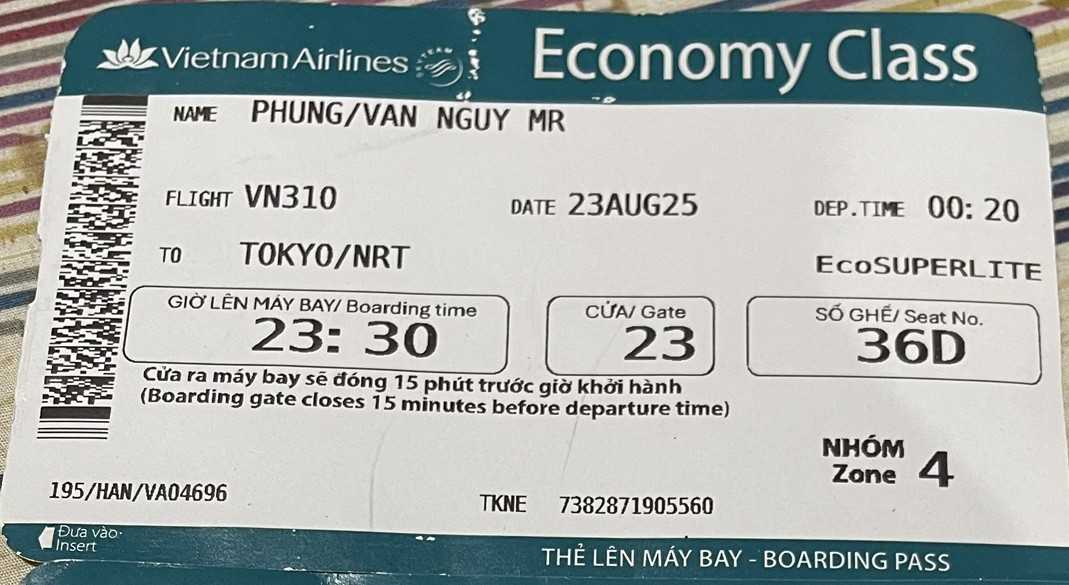 Vietnam Airlines Economy Class
NAME PHUNG/VAN NGUY MR
FLIGHT VN310 DATE 23AUG25 DEP.TIME 00: 20
TO TOKYO/NRT EcoSUPERLITE
GIỜ LÊN MÁY BAY/ Boarding time CỬA/ Gate SỐ GHẾ/ Seat No.
23: 30 23 36D
Cửa ra máy bay sẽ đóng 15 phút trước giờ khởi hành
(Boarding gate closes 15 minutes before departure time)
NHÓM
Zone 4
195/HAN/VA04696 TKNE 7382871905560
Đưa vào
Insert
THẺ LÊN MÁY BAY - BOARDING PASS